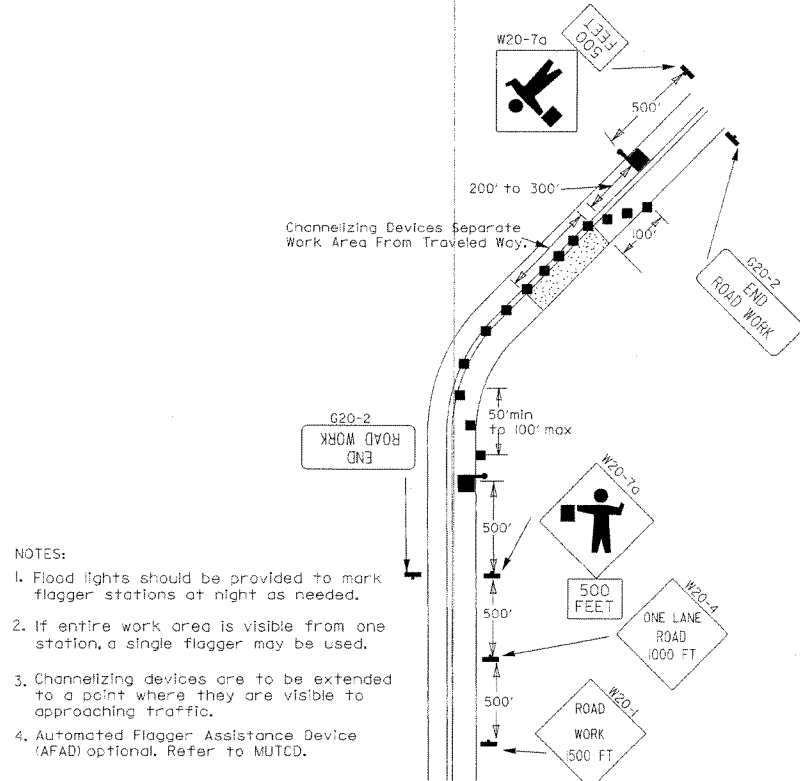 W20-7a
500
FEET
500'
200' to 300'
Channelizing Devices Separate
Work Area From Traveled Way.
100'
G20-2
END
ROAD WORK
G20-2
END
ROAD WORK
50'min
to 100' max
W20-7a
500'
500
FEET
500'
W20-4
ONE LANE
ROAD
1000 FT
500'
W20-1
ROAD
WORK
1500 FT
NOTES:
1. Flood lights should be provided to mark
flagger stations at night as needed.
2. If entire work area is visible from one
station, a single flagger may be used.
3. Channelizing devices are to be extended
to a point where they are visible to
approaching traffic.
4. Automated Flagger Assistance Device
(AFAD) optional. Refer to MUTCD.